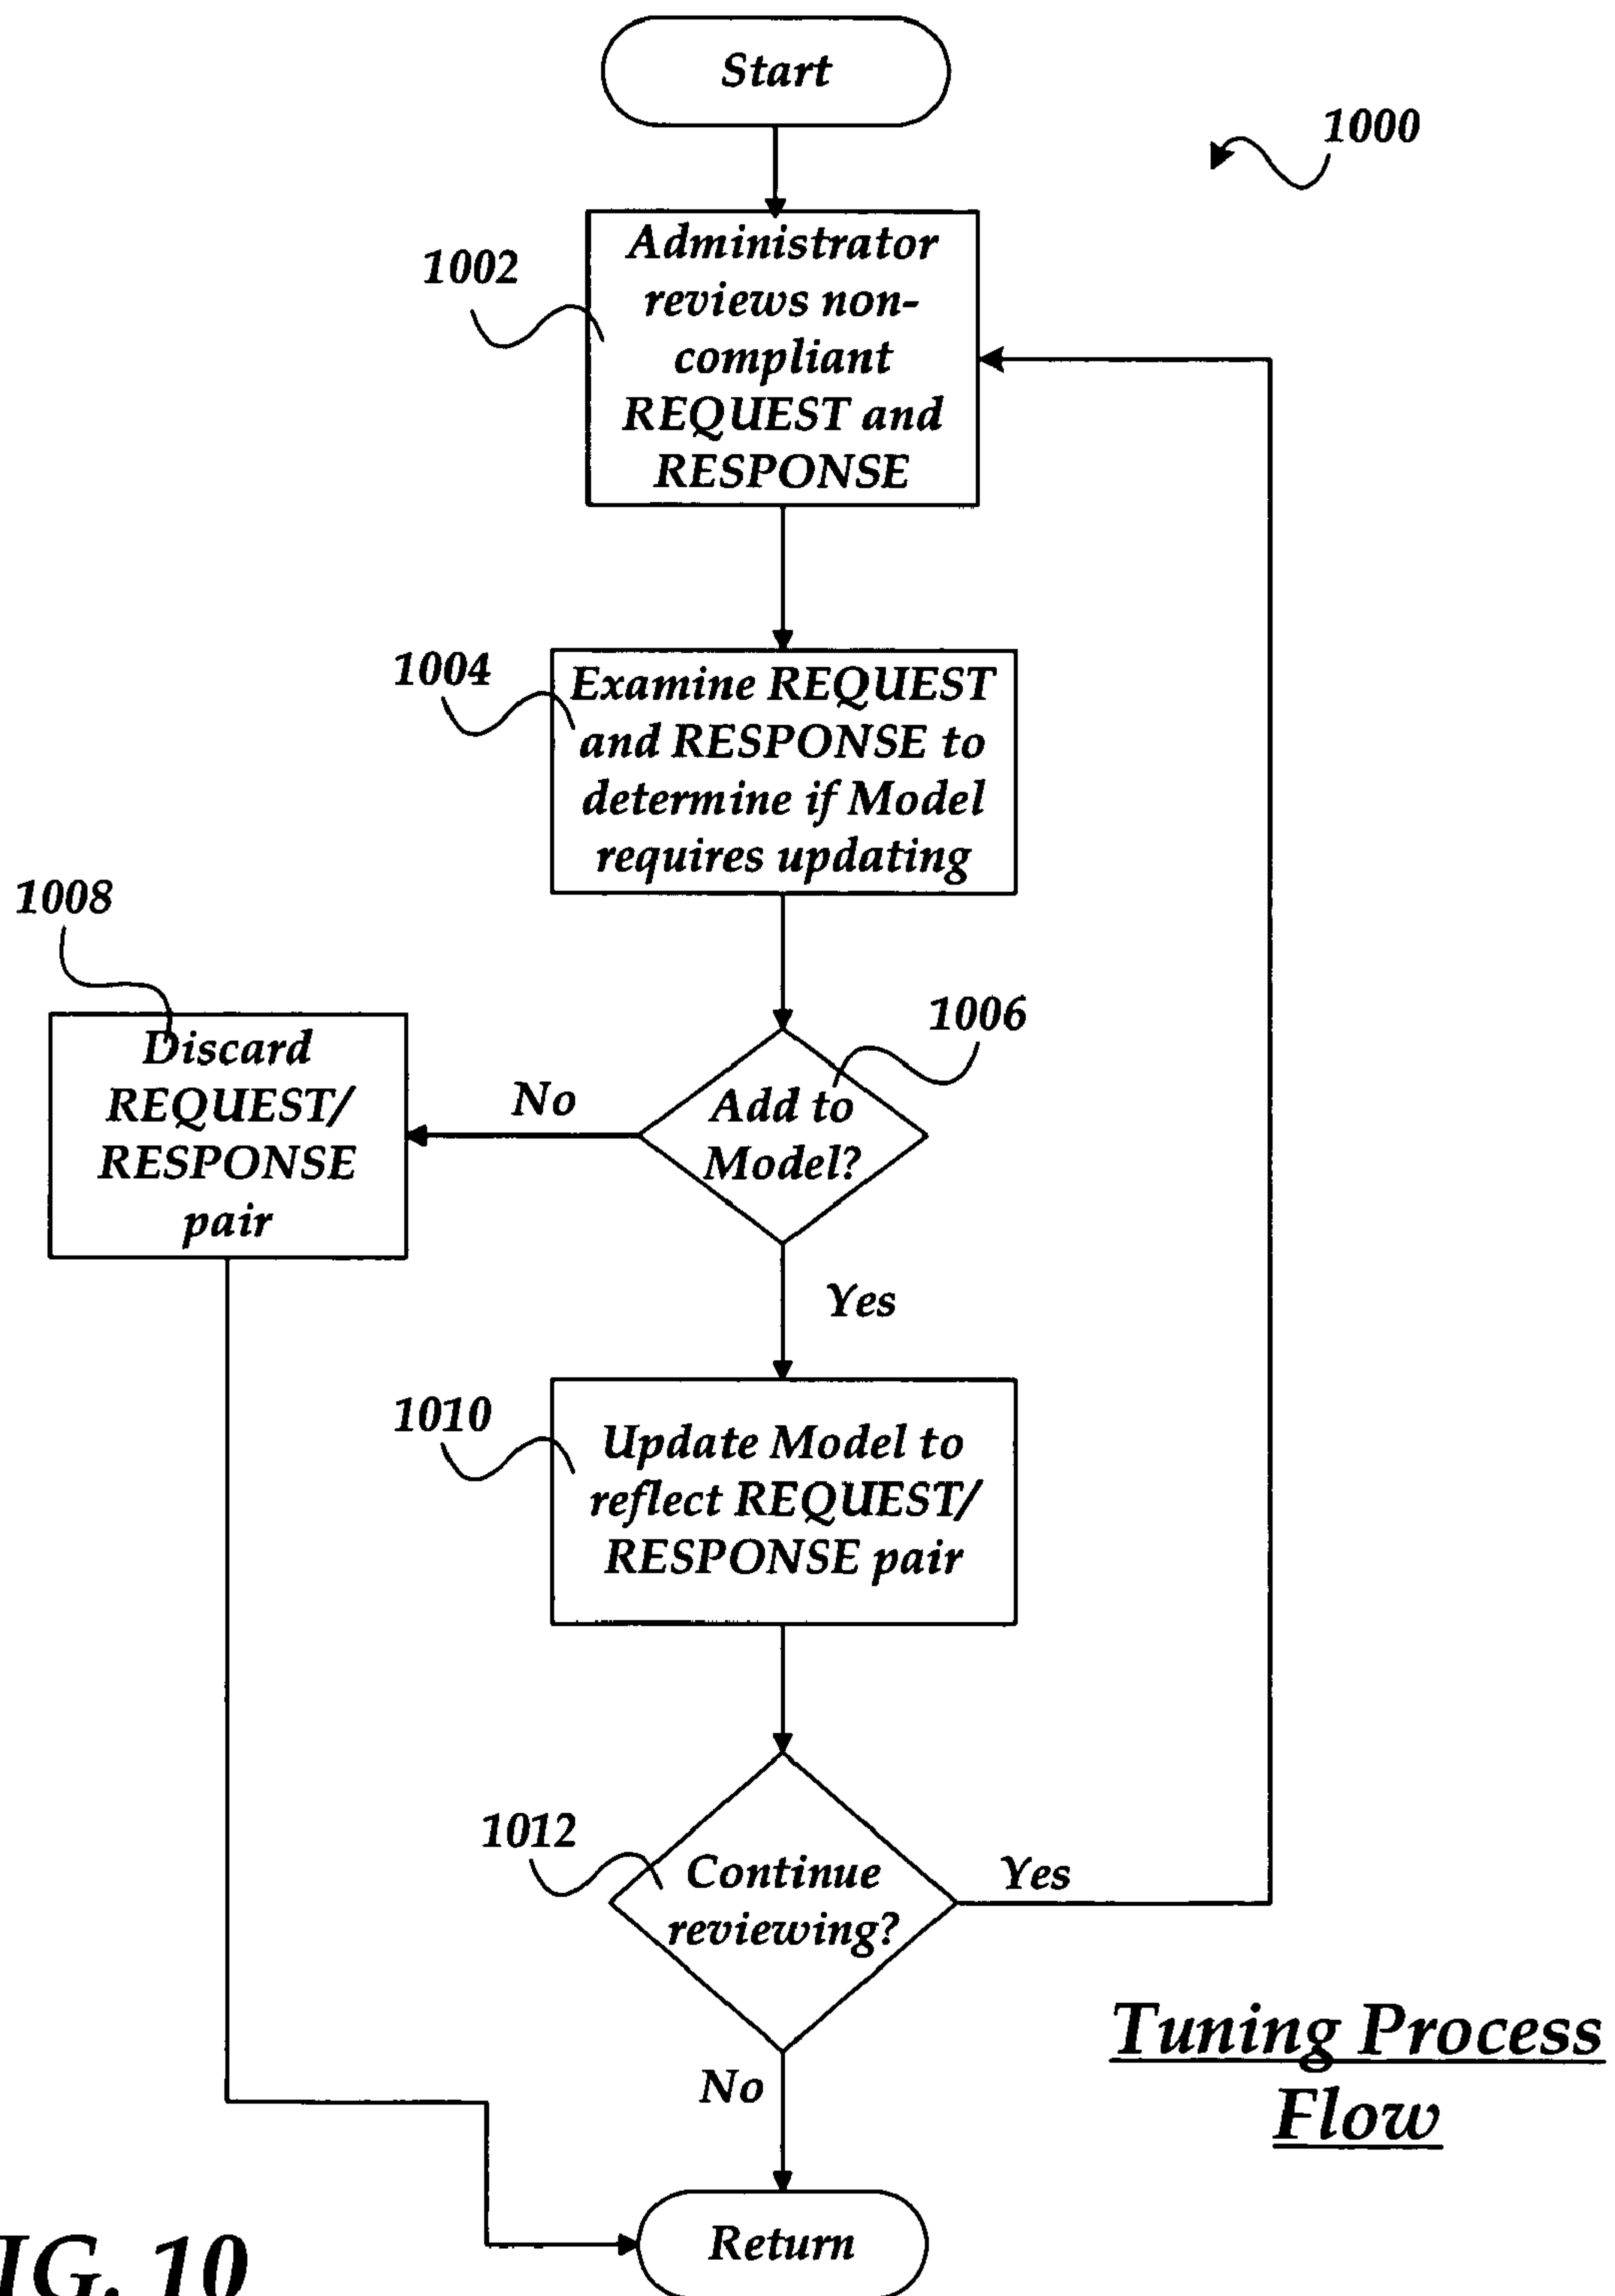 Start
1000
1002
Administrator
reviews non-
compliant
REQUEST and
RESPONSE
1004
Examine REQUEST
and RESPONSE to
determine if Model
requires updating
1008
Discard
REQUEST/
RESPONSE
pair
1006
No
Add to
Model?
Yes
1010
Update Model to
reflect REQUEST/
RESPONSE pair
1012
Continue
reviewing?
Yes
No
Tuning Process
Flow
Return
IG. 10